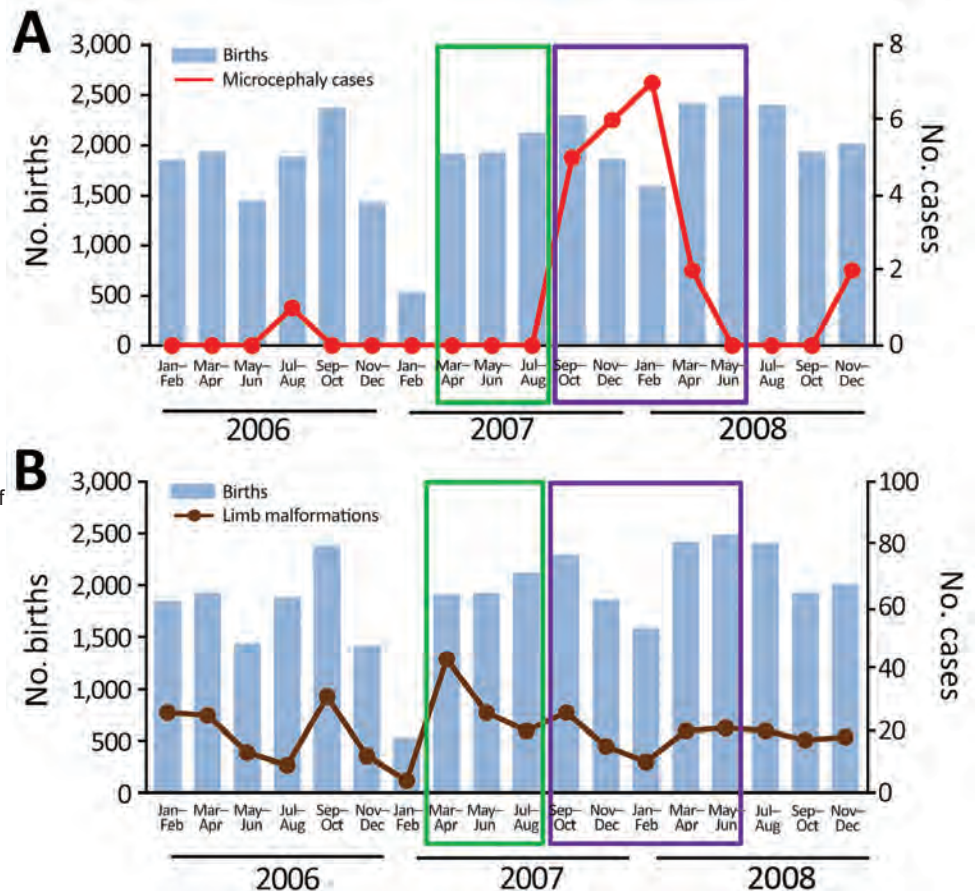 A
3,000
2,500
2,000
1,500
1,000
500
0
No. births
Births
Microcephaly cases
8
6
4
2
0
No. cases
Jan–Feb Mar–Apr May–Jun Jul–Aug Sep–Oct Nov–Dec Jan–Feb Mar–Apr May–Jun Jul–Aug Sep–Oct Nov–Dec Jan–Feb Mar–Apr May–Jun Jul–Aug Sep–Oct Nov–Dec
2006 2007 2008
B
f
3,000
2,500
2,000
1,500
1,000
500
0
No. births
Births
Limb malformations
100
80
60
40
20
0
No. cases
Jan–Feb Mar–Apr May–Jun Jul–Aug Sep–Oct Nov–Dec Jan–Feb Mar–Apr May–Jun Jul–Aug Sep–Oct Nov–Dec Jan–Feb Mar–Apr May–Jun Jul–Aug Sep–Oct Nov–Dec
2006 2007 2008